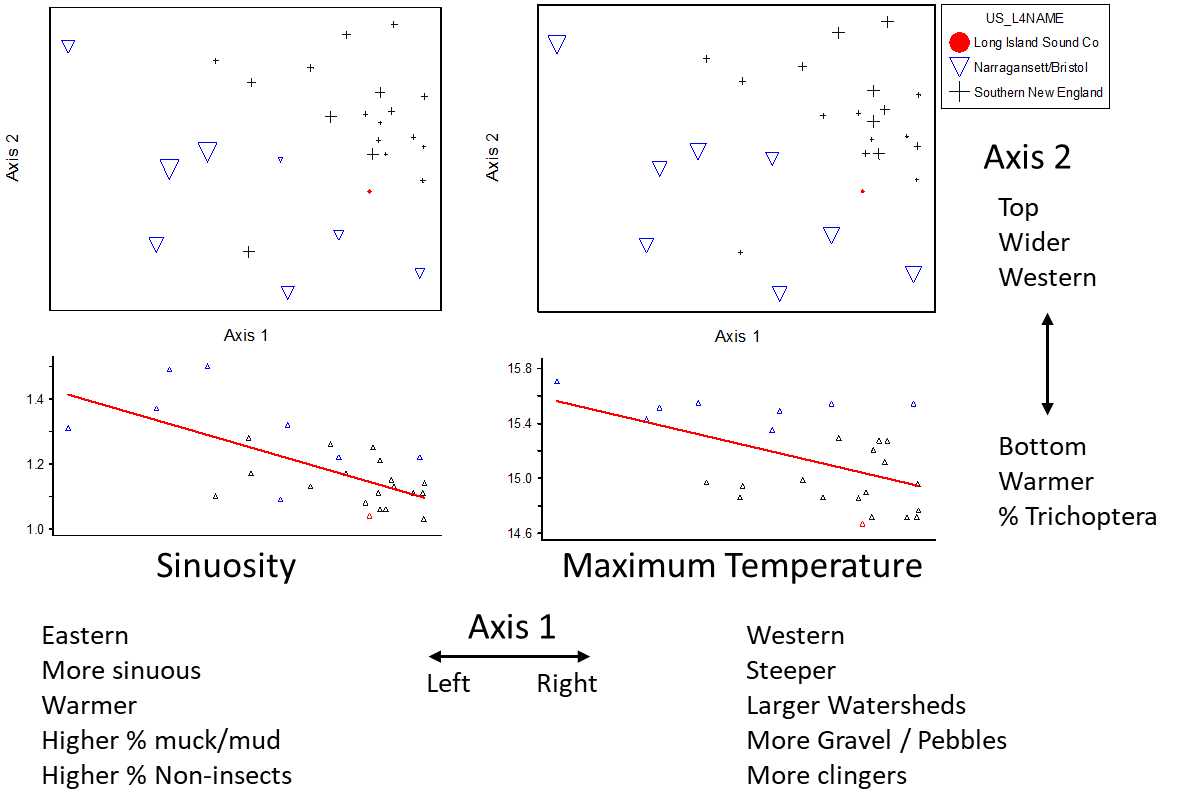 US_L4NAME
Long Island Sound Co
Narragansett/Bristol
Southern New England
Axis 2
Axis 1
Axis 2
Axis 1
Axis 2
Top
Wider
Western
Bottom
Warmer
% Trichoptera
1.4
1.2
1.0
Sinuosity
15.8
15.4
15.0
14.6
Maximum Temperature
Axis 1
Left Right
Eastern
More sinuous
Warmer
Higher % muck/mud
Higher % Non-insects
Western
Steeper
Larger Watersheds
More Gravel / Pebbles
More clingers